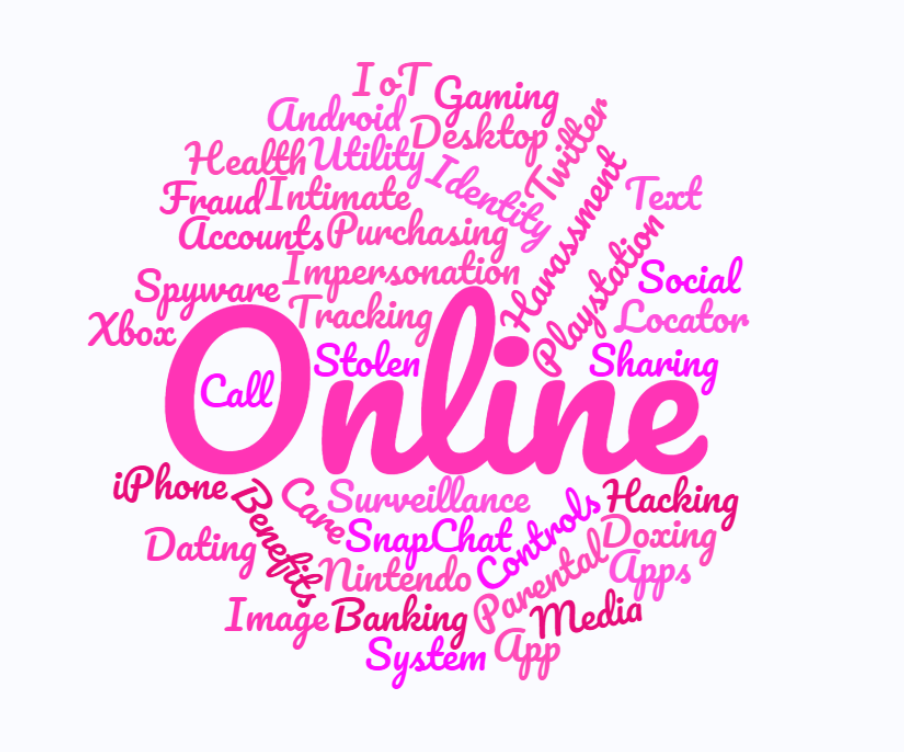 IoT
Gaming
Android
Desktop
Twitter
Health
Utility
Identity
Harassment
Fraud
Intimate
Text
Accounts
Purchasing
Playstation
Impersonation
Social
Spyware
Tracking
Locator
Xbox
Stolen
Sharing
Call
Online
iPhone
Benefits
Care
Surveillance
Controls
Hacking
Dating
SnapChat
Doxing
Nintendo
Parental
Apps
Image
Banking
Media
System
App